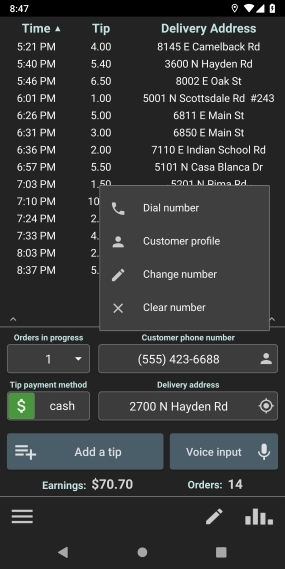 8:47
Time ▲ Tip Delivery Address
5:21 PM 4.00 8145 E Camelback Rd
5:40 PM 5.40 3600 N Hayden Rd
5:46 PM 6.50 8002 E Oak St
6:01 PM 1.00 5001 N Scottsdale Rd #243
6:26 PM 5.00 6811 E Main St
6:31 PM 3.00 6850 E Main St
6:36 PM 2.00 7110 E Indian School Rd
6:57 PM 5.50 5101 N Casa Blanca Dr
7:03 PM 1.50 5201 N Pima Rd
7:10 PM 10
7:24 PM 2.
7:33 PM 4.
8:03 PM 2.
8:37 PM 5.
Dial number
Customer profile
Change number
Clear number
Orders in progress Customer phone number
1 (555) 423-6688
Tip payment method Delivery address
$ cash 2700 N Hayden Rd
Add a tip Voice input
Earnings: $70.70 Orders: 14